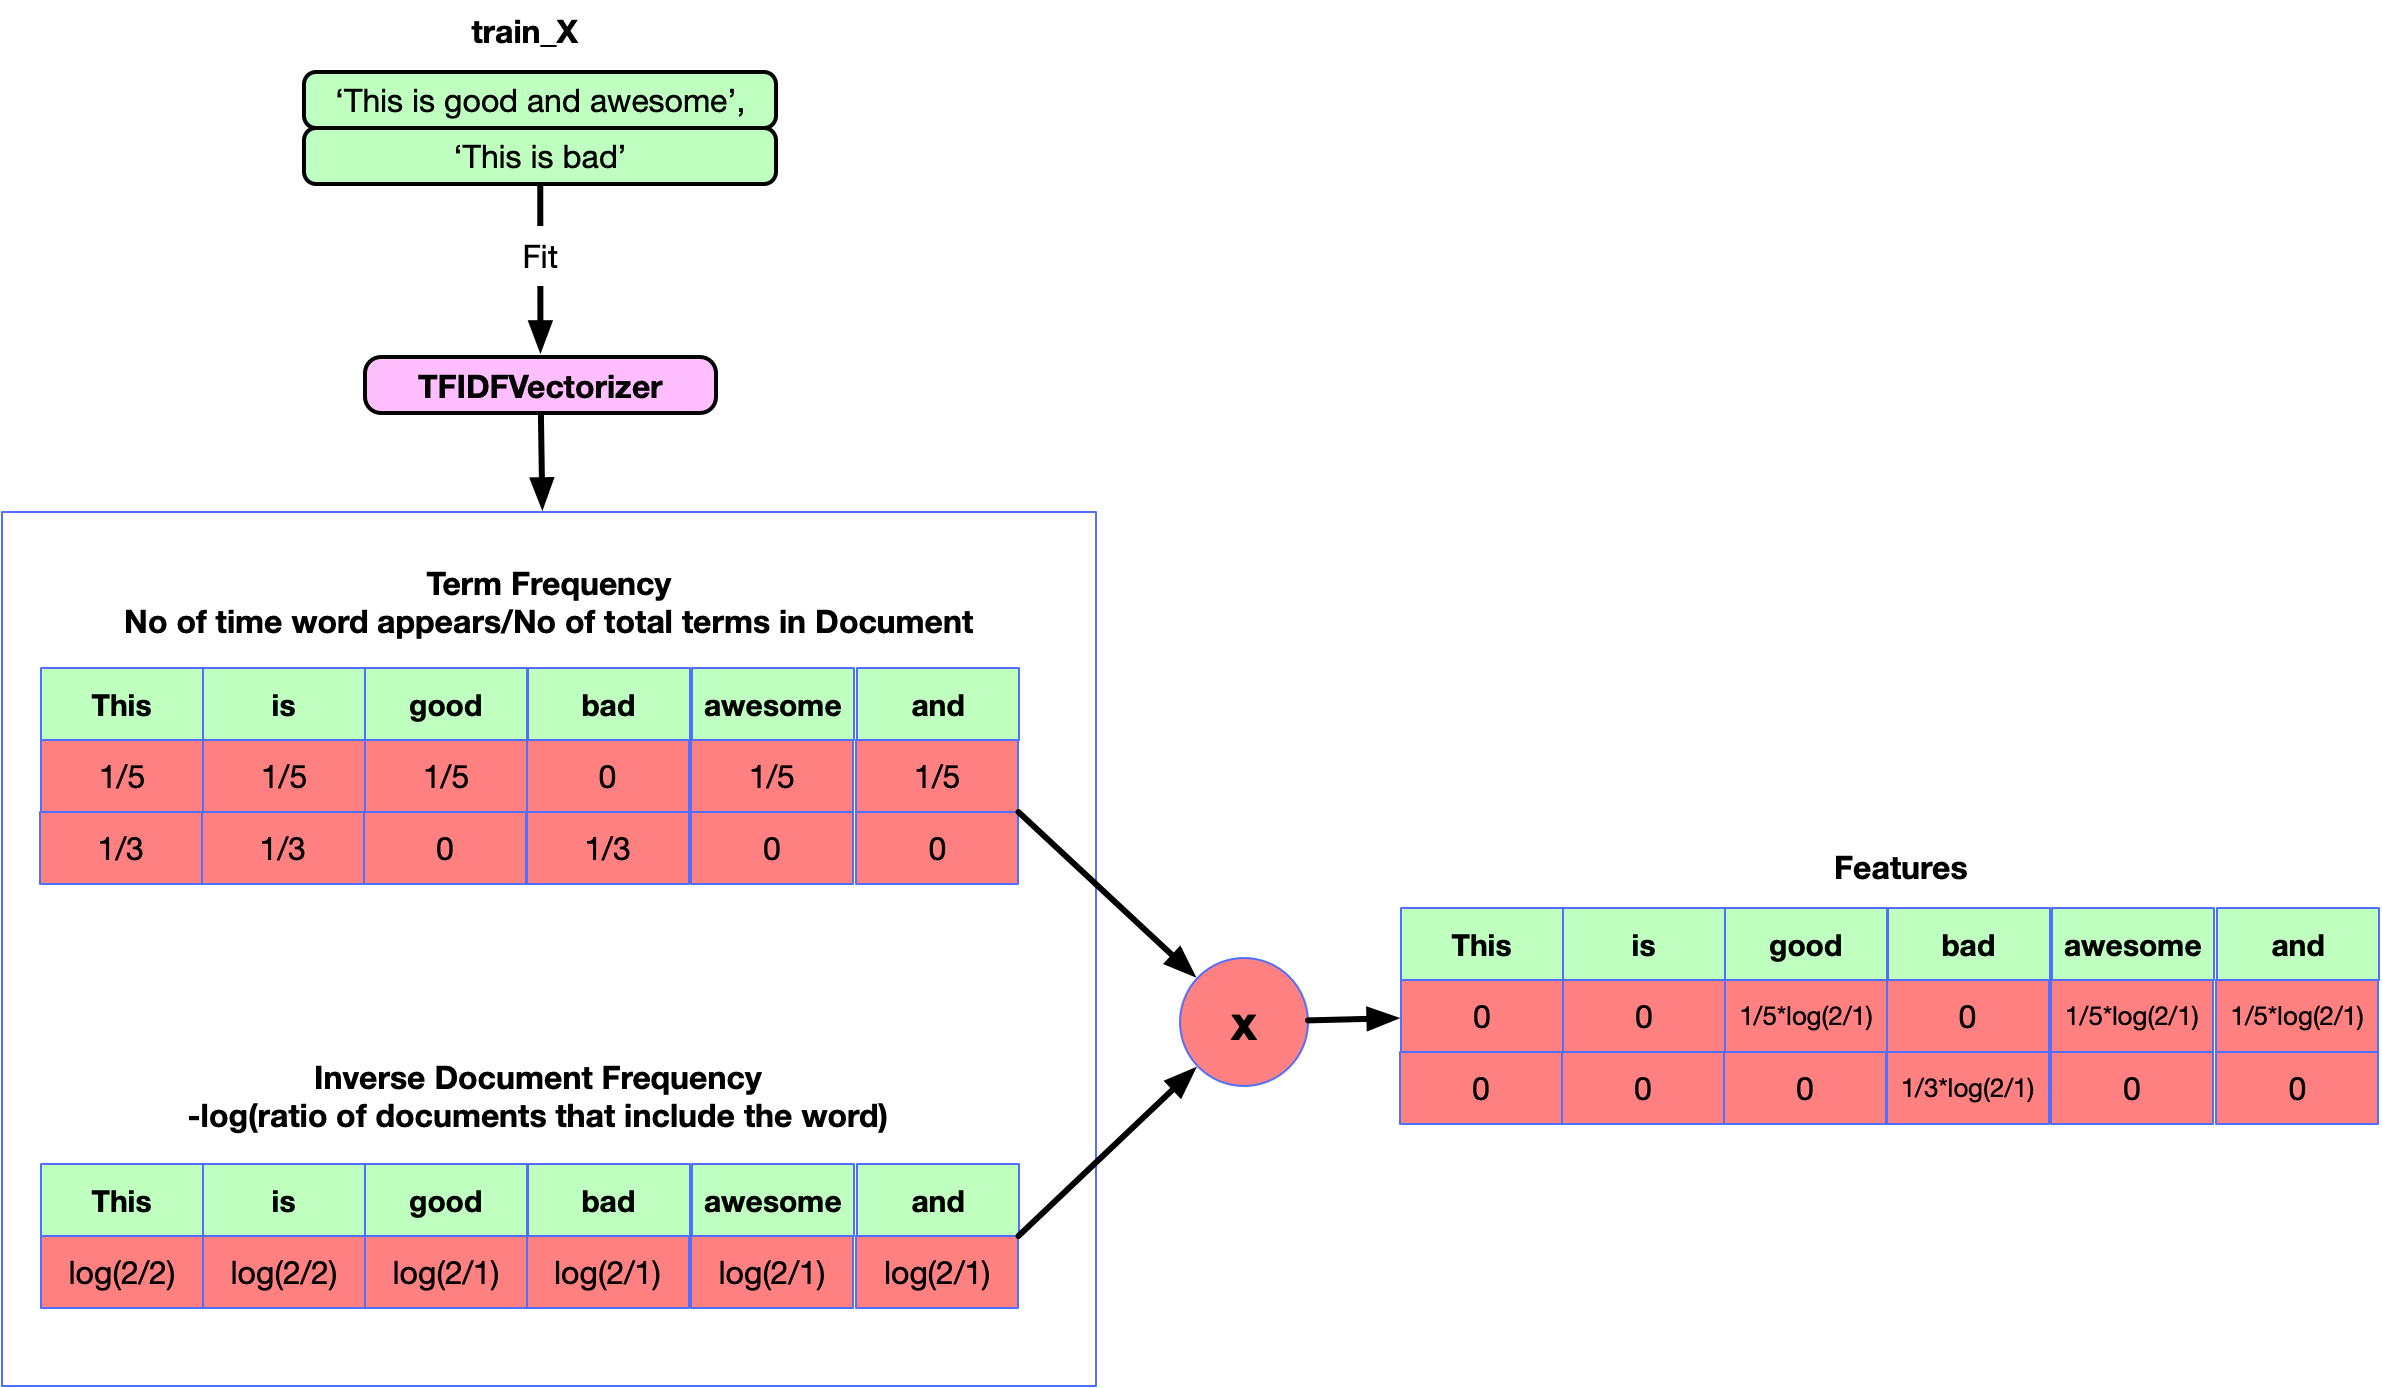 train_X
‘This is good and awesome’,
‘This is bad’
Fit
TFIDFVectorizer
Term Frequency
No of time word appears/No of total terms in Document
This is good bad awesome and
1/5 1/5 1/5 0 1/5 1/5
1/3 1/3 0 1/3 0 0
Inverse Document Frequency
-log(ratio of documents that include the word)
This is good bad awesome and
log(2/2) log(2/2) log(2/1) log(2/1) log(2/1) log(2/1)
x
Features
This is good bad awesome and
0 0 1/5*log(2/1) 0 1/5*log(2/1) 1/5*log(2/1)
0 0 0 1/3*log(2/1) 0 0